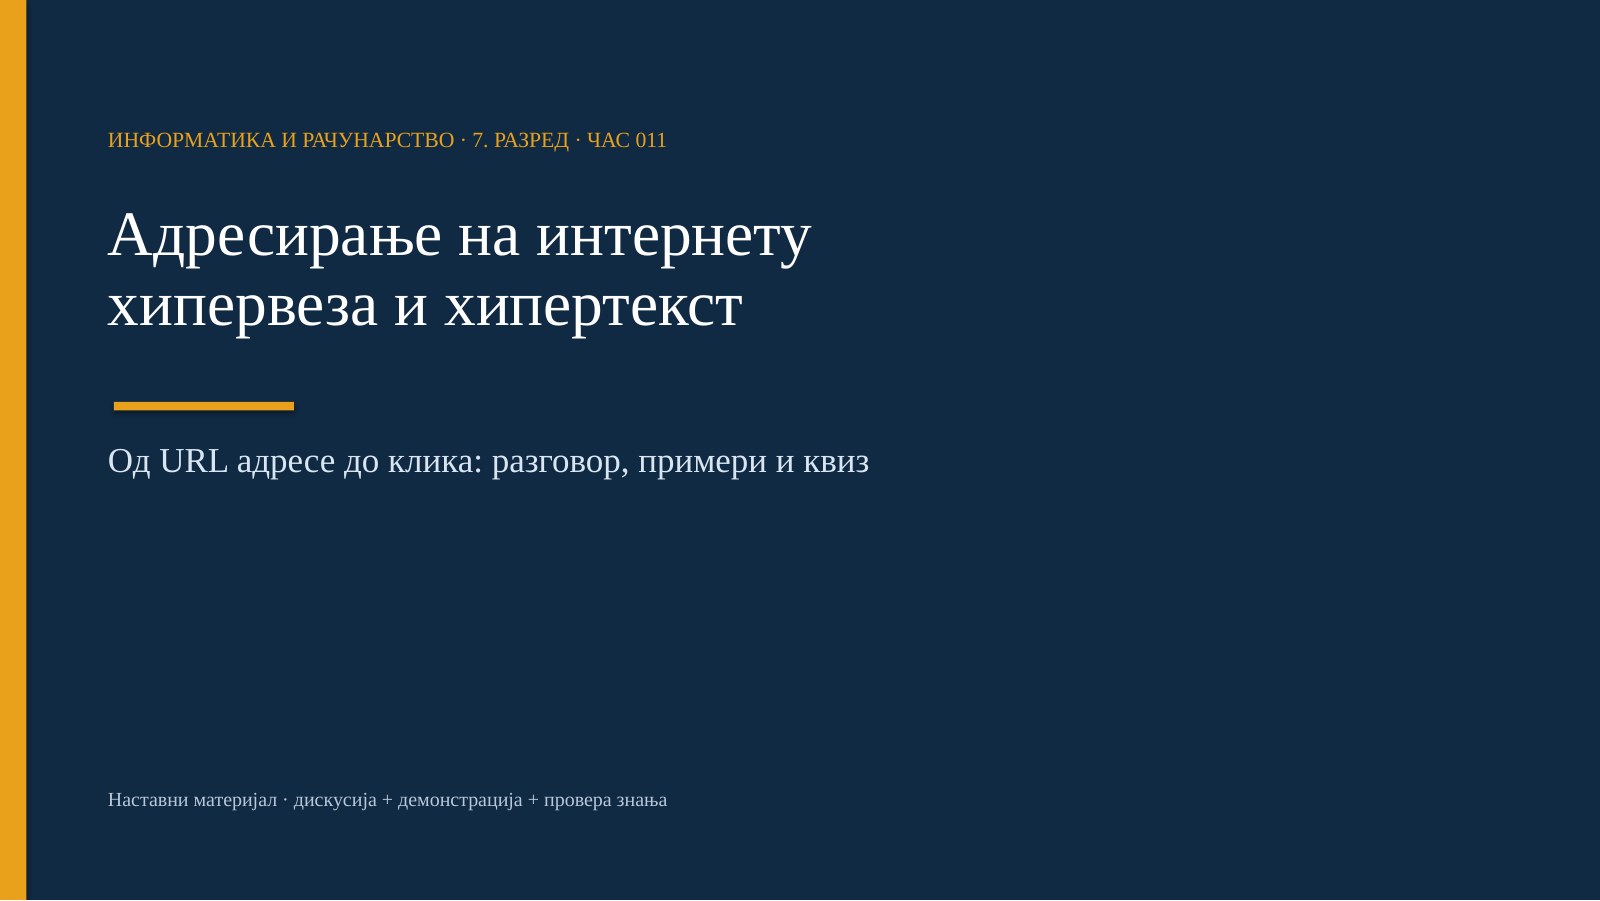 ИНФОРМАТИКА И РАЧУНАРСТВО · 7. РАЗРЕД · ЧАС 011
Адресирање на интернету
хипервеза и хипертекст
Од URL адресе до клика: разговор, примери и квиз
Наставни материјал · дискусија + демонстрација + провера знања